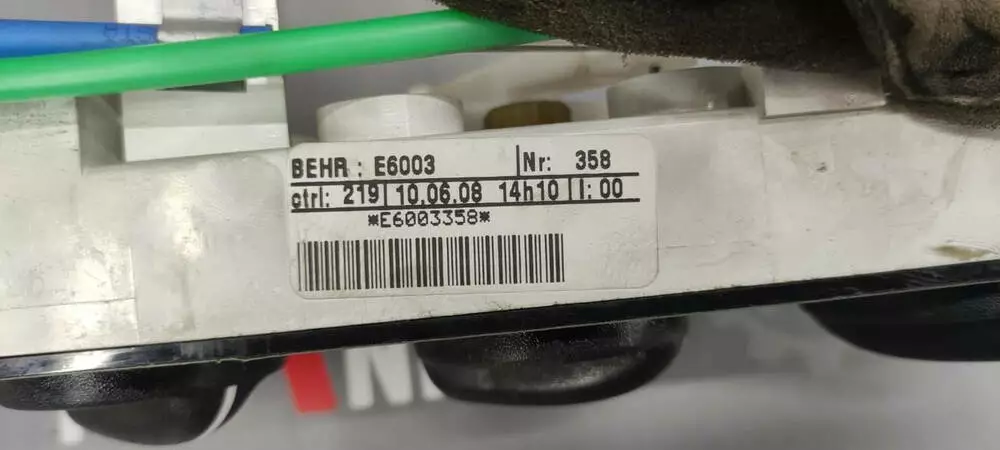 BEHR : E6003 Nr: 358
ctrl: 219 10.06.08 14h10 I: 00
*E6003358*